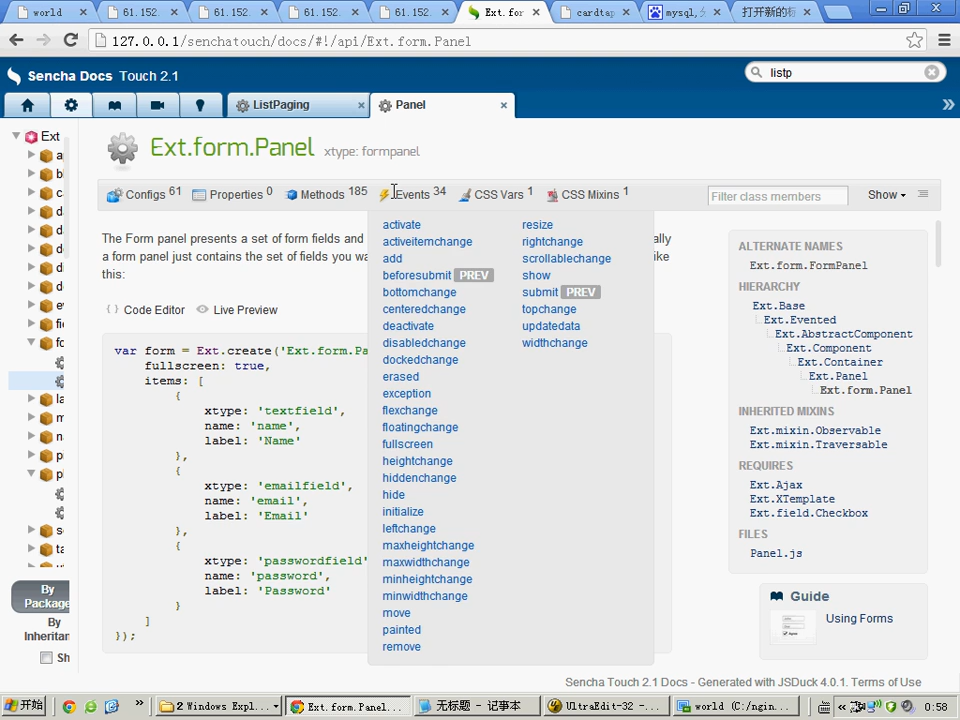 world
61.152.
61.152.
61.152.
61.152.
Ext.for
cardtap
mysql,
打开新的标
127.0.0.1/senchatouch/docs/#!/api/Ext.form.Panel
Sencha Docs Touch 2.1
listp
ListPaging
Panel
Ext
Ext.form.Panel xtype: formpanel
Configs 61
Properties 0
Methods 185
Events 34
CSS Vars 1
CSS Mixins 1
Filter class members
Show
The Form panel presents a set of form fields and
a form panel just contains the set of fields you wa
like
this:
Code Editor
Live Preview
var form = Ext.create('Ext.form.Pa
fullscreen: true,
items: [
{
xtype: 'textfield',
name: 'name',
label: 'Name'
},
{
xtype: 'emailfield',
name: 'email',
label: 'Email'
},
{
xtype: 'passwordfield'
name: 'password',
label: 'Password'
}
]
});
activate
activeitemchange
add
beforesubmit PREV
bottomchange
centeredchange
deactivate
disabledchange
dockedchange
erased
exception
flexchange
floatingchange
fullscreen
heightchange
hiddenchange
hide
initialize
leftchange
maxheightchange
maxwidthchange
minheightchange
minwidthchange
move
painted
remove
resize
rightchange
scrollablechange
show
submit PREV
topchange
updatedata
widthchange
ALTERNATE NAMES
Ext.form.FormPanel
HIERARCHY
Ext.Base
Ext.Evented
Ext.AbstractComponent
Ext.Component
Ext.Container
Ext.Panel
Ext.form.Panel
INHERITED MIXINS
Ext.mixin.Observable
Ext.mixin.Traversable
REQUIRES
Ext.Ajax
Ext.XTemplate
Ext.field.Checkbox
FILES
Panel.js
Guide
Using Forms
By
Package
By
Inheritan
Sh
Sencha Touch 2.1 Docs - Generated with JSDuck 4.0.1. Terms of Use
开始
2 Windows Expl...
Ext.form.Panel...
无标题 - 记事本
UltraEdit-32 - ...
world (C:/ngin...
0:58